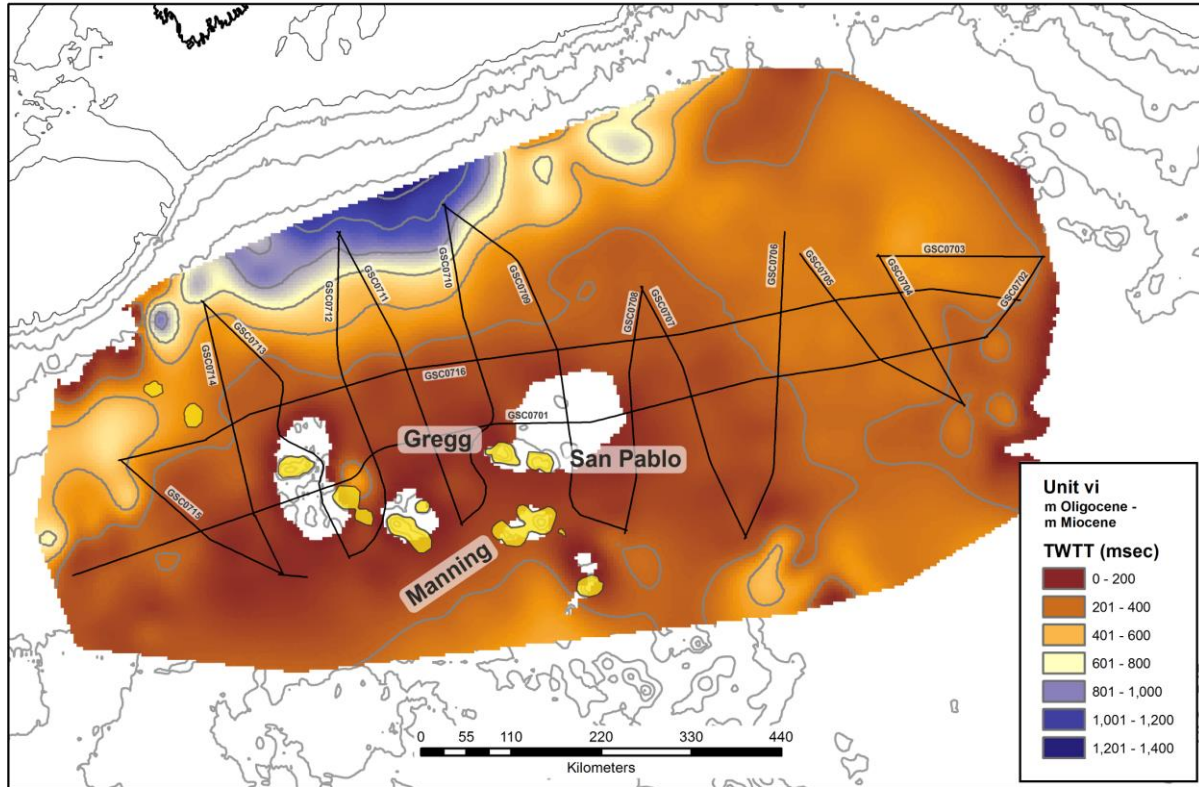 GSC0703
GSC0706
GSC0705
GSC0704
GSC0702
GSC0710
GSC0709
GSC0712
GSC0711
GSC0708
GSC0707
GSC0714
GSC0713
GSC0716
GSC0701
Gregg
San Pablo
GSC0715
Manning
Unit vi
m Oligocene -
m Miocene
TWTT (msec)
0 - 200
201 - 400
401 - 600
601 - 800
801 - 1,000
1,001 - 1,200
1,201 - 1,400
0 55 110 220 330 440
Kilometers